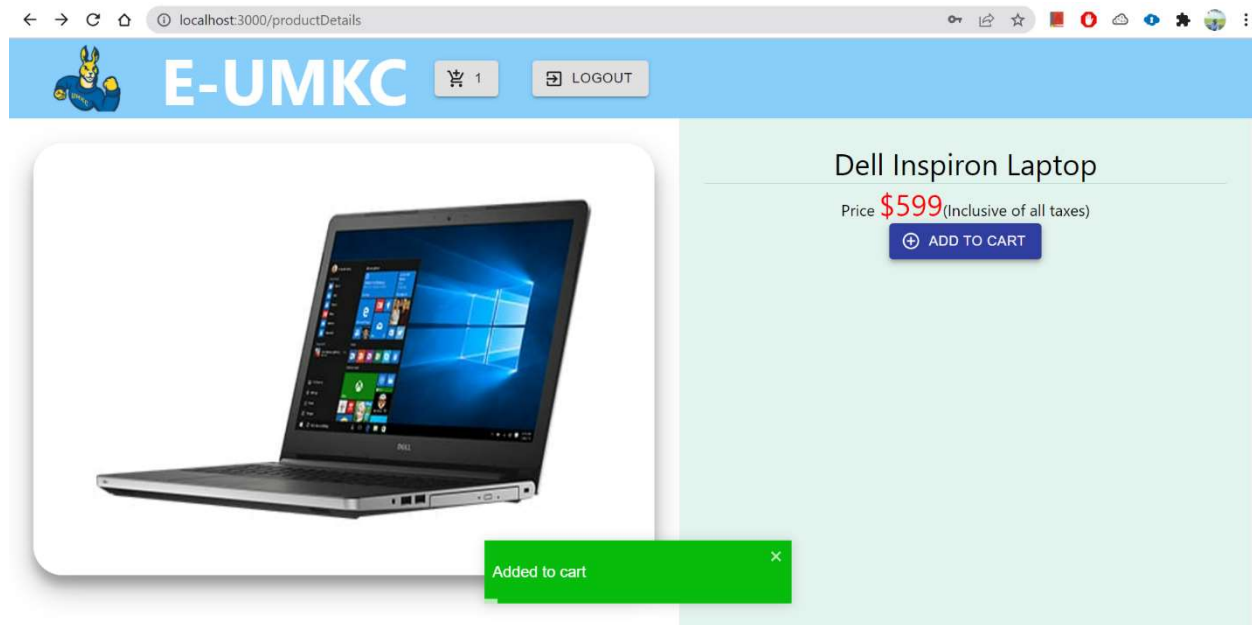 localhost:3000/productDetails
E-UMKC
1
LOGOUT
Dell Inspiron Laptop
Price $599(Inclusive of all taxes)
ADD TO CART
DELL
Added to cart